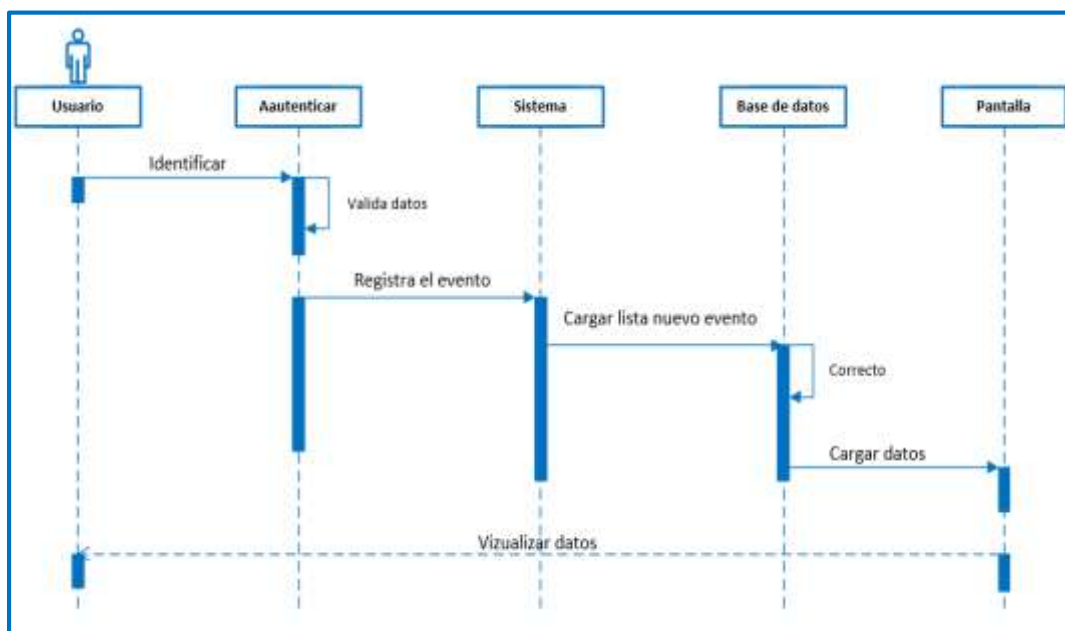 Usuario
Aautenticar
Sistema
Base de datos
Pantalla
Identificar
Valida datos
Registra el evento
Cargar lista nuevo evento
Correcto
Cargar datos
Vizualizar datos